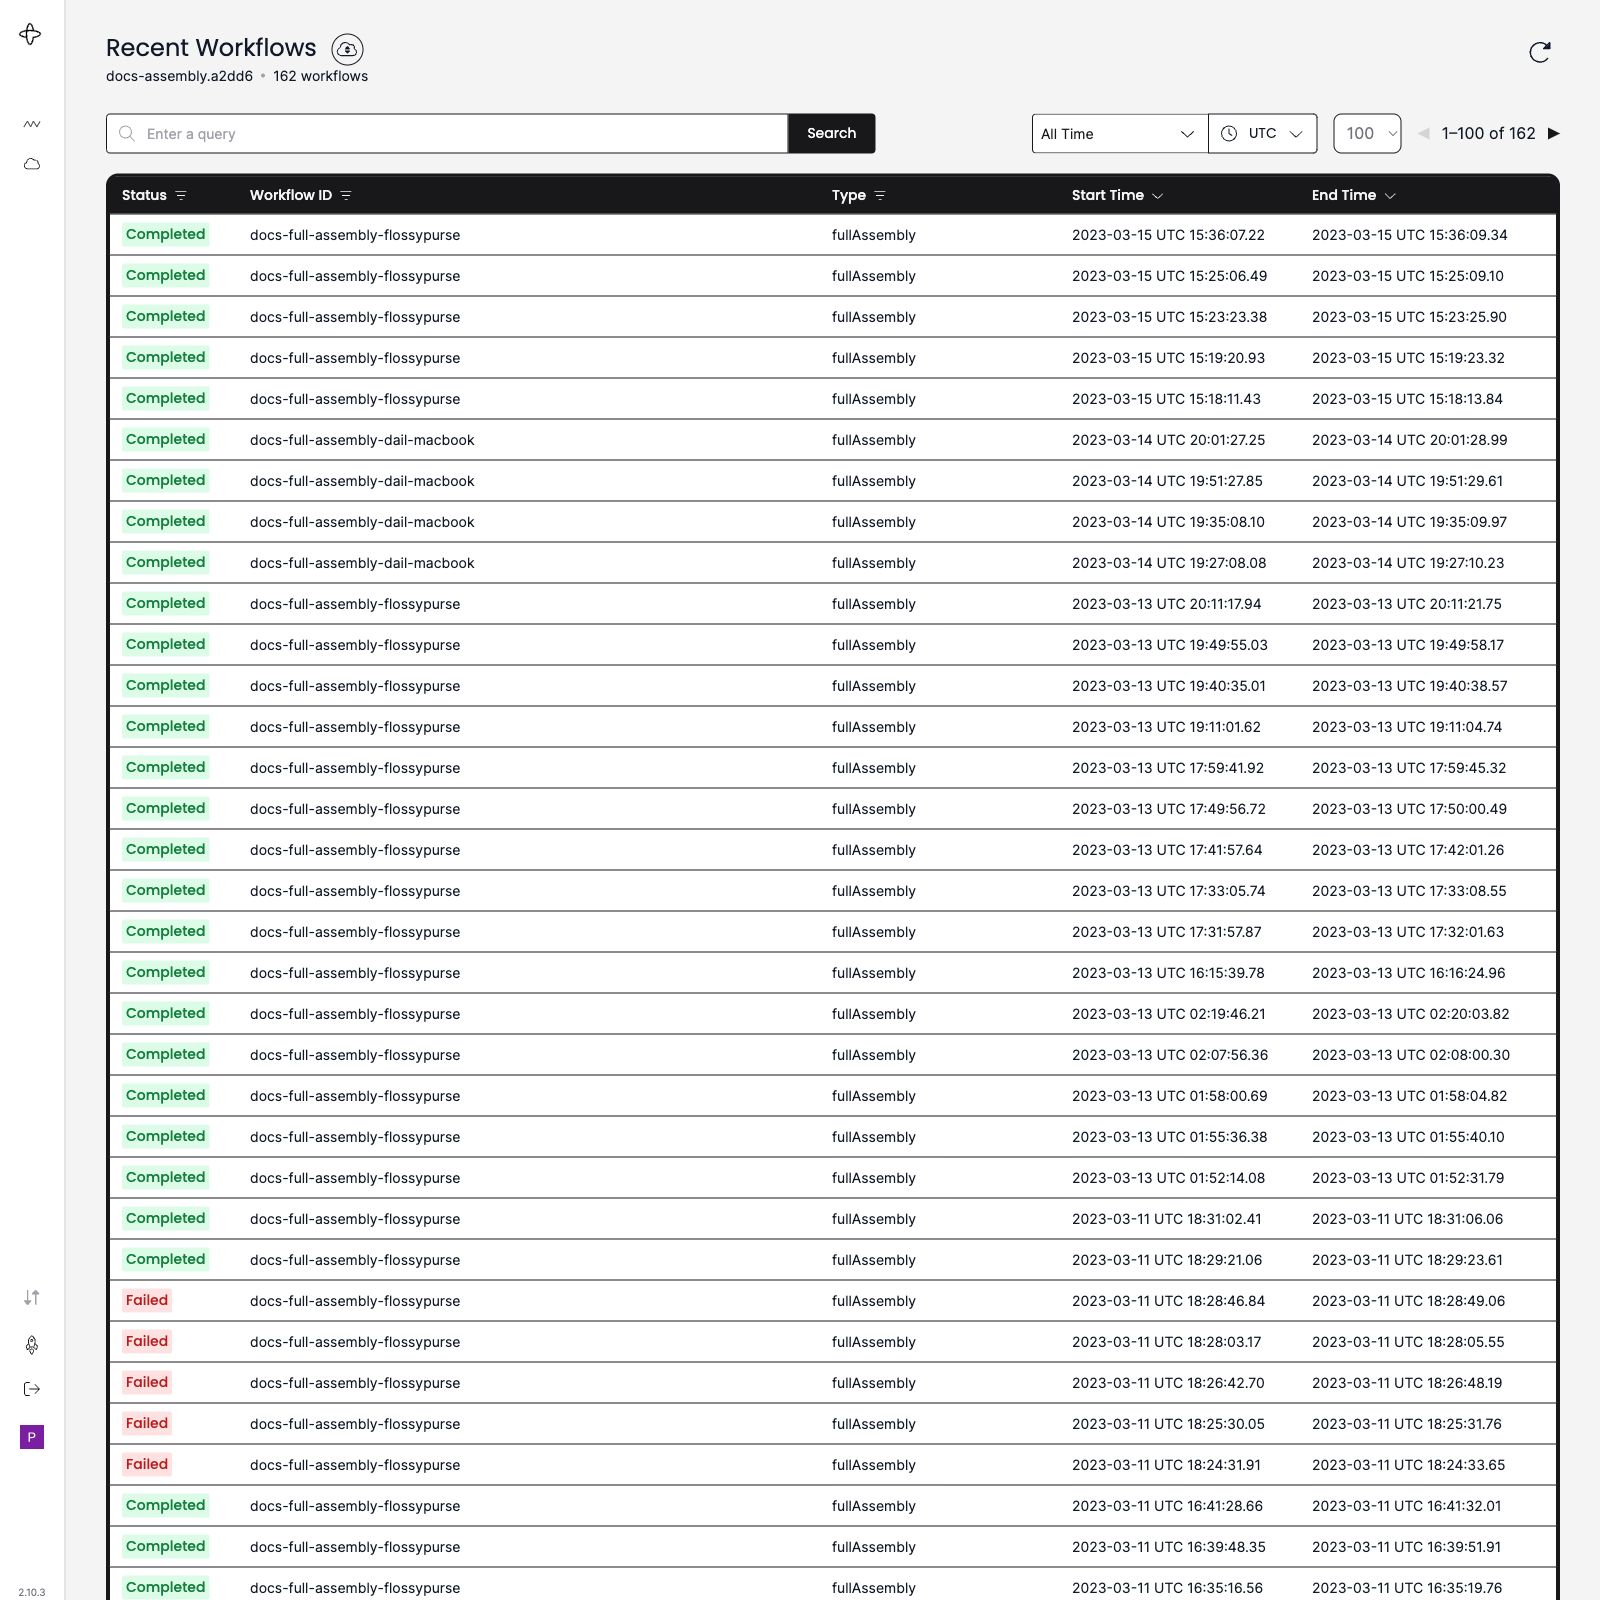 Recent Workflows
docs-assembly.a2dd6 • 162 workflows
Enter a query Search All Time UTC 100 1–100 of 162
Status Workflow ID Type Start Time End Time
Completed docs-full-assembly-flossypurse fullAssembly 2023-03-15 UTC 15:36:07.22 2023-03-15 UTC 15:36:09.34
Completed docs-full-assembly-flossypurse fullAssembly 2023-03-15 UTC 15:25:06.49 2023-03-15 UTC 15:25:09.10
Completed docs-full-assembly-flossypurse fullAssembly 2023-03-15 UTC 15:23:23.38 2023-03-15 UTC 15:23:25.90
Completed docs-full-assembly-flossypurse fullAssembly 2023-03-15 UTC 15:19:20.93 2023-03-15 UTC 15:19:23.32
Completed docs-full-assembly-flossypurse fullAssembly 2023-03-15 UTC 15:18:11.43 2023-03-15 UTC 15:18:13.84
Completed docs-full-assembly-dail-macbook fullAssembly 2023-03-14 UTC 20:01:27.25 2023-03-14 UTC 20:01:28.99
Completed docs-full-assembly-dail-macbook fullAssembly 2023-03-14 UTC 19:51:27.85 2023-03-14 UTC 19:51:29.61
Completed docs-full-assembly-dail-macbook fullAssembly 2023-03-14 UTC 19:35:08.10 2023-03-14 UTC 19:35:09.97
Completed docs-full-assembly-dail-macbook fullAssembly 2023-03-14 UTC 19:27:08.08 2023-03-14 UTC 19:27:10.23
Completed docs-full-assembly-flossypurse fullAssembly 2023-03-13 UTC 20:11:17.94 2023-03-13 UTC 20:11:21.75
Completed docs-full-assembly-flossypurse fullAssembly 2023-03-13 UTC 19:49:55.03 2023-03-13 UTC 19:49:58.17
Completed docs-full-assembly-flossypurse fullAssembly 2023-03-13 UTC 19:40:35.01 2023-03-13 UTC 19:40:38.57
Completed docs-full-assembly-flossypurse fullAssembly 2023-03-13 UTC 19:11:01.62 2023-03-13 UTC 19:11:04.74
Completed docs-full-assembly-flossypurse fullAssembly 2023-03-13 UTC 17:59:41.92 2023-03-13 UTC 17:59:45.32
Completed docs-full-assembly-flossypurse fullAssembly 2023-03-13 UTC 17:49:56.72 2023-03-13 UTC 17:50:00.49
Completed docs-full-assembly-flossypurse fullAssembly 2023-03-13 UTC 17:41:57.64 2023-03-13 UTC 17:42:01.26
Completed docs-full-assembly-flossypurse fullAssembly 2023-03-13 UTC 17:33:05.74 2023-03-13 UTC 17:33:08.55
Completed docs-full-assembly-flossypurse fullAssembly 2023-03-13 UTC 17:31:57.87 2023-03-13 UTC 17:32:01.63
Completed docs-full-assembly-flossypurse fullAssembly 2023-03-13 UTC 16:15:39.78 2023-03-13 UTC 16:16:24.96
Completed docs-full-assembly-flossypurse fullAssembly 2023-03-13 UTC 02:19:46.21 2023-03-13 UTC 02:20:03.82
Completed docs-full-assembly-flossypurse fullAssembly 2023-03-13 UTC 02:07:56.36 2023-03-13 UTC 02:08:00.30
Completed docs-full-assembly-flossypurse fullAssembly 2023-03-13 UTC 01:58:00.69 2023-03-13 UTC 01:58:04.82
Completed docs-full-assembly-flossypurse fullAssembly 2023-03-13 UTC 01:55:36.38 2023-03-13 UTC 01:55:40.10
Completed docs-full-assembly-flossypurse fullAssembly 2023-03-13 UTC 01:52:14.08 2023-03-13 UTC 01:52:31.79
Completed docs-full-assembly-flossypurse fullAssembly 2023-03-11 UTC 18:31:02.41 2023-03-11 UTC 18:31:06.06
Completed docs-full-assembly-flossypurse fullAssembly 2023-03-11 UTC 18:29:21.06 2023-03-11 UTC 18:29:23.61
Failed docs-full-assembly-flossypurse fullAssembly 2023-03-11 UTC 18:28:46.84 2023-03-11 UTC 18:28:49.06
Failed docs-full-assembly-flossypurse fullAssembly 2023-03-11 UTC 18:28:03.17 2023-03-11 UTC 18:28:05.55
Failed docs-full-assembly-flossypurse fullAssembly 2023-03-11 UTC 18:26:42.70 2023-03-11 UTC 18:26:48.19
Failed docs-full-assembly-flossypurse fullAssembly 2023-03-11 UTC 18:25:30.05 2023-03-11 UTC 18:25:31.76
Failed docs-full-assembly-flossypurse fullAssembly 2023-03-11 UTC 18:24:31.91 2023-03-11 UTC 18:24:33.65
Completed docs-full-assembly-flossypurse fullAssembly 2023-03-11 UTC 16:41:28.66 2023-03-11 UTC 16:41:32.01
Completed docs-full-assembly-flossypurse fullAssembly 2023-03-11 UTC 16:39:48.35 2023-03-11 UTC 16:39:51.91
Completed docs-full-assembly-flossypurse fullAssembly 2023-03-11 UTC 16:35:16.56 2023-03-11 UTC 16:35:19.76
P
2.10.3